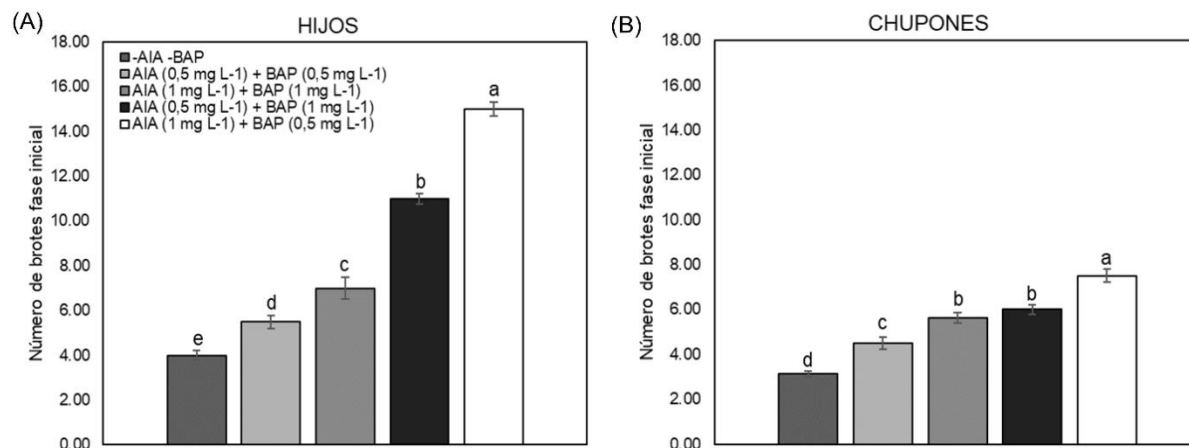 (A)
HIJOS
Número de brotes fase inicial
18.00
16.00
14.00
12.00
10.00
8.00
6.00
4.00
2.00
0.00
-AIA -BAP
AIA (0,5 mg L-1) + BAP (0,5 mg L-1)
AIA (1 mg L-1) + BAP (1 mg L-1)
AIA (0,5 mg L-1) + BAP (1 mg L-1)
AIA (1 mg L-1) + BAP (0,5 mg L-1)
e
d
c
b
a
(B)
CHUPONES
Número de brotes fase inicial
18.00
16.00
14.00
12.00
10.00
8.00
6.00
4.00
2.00
0.00
d
c
b
b
a